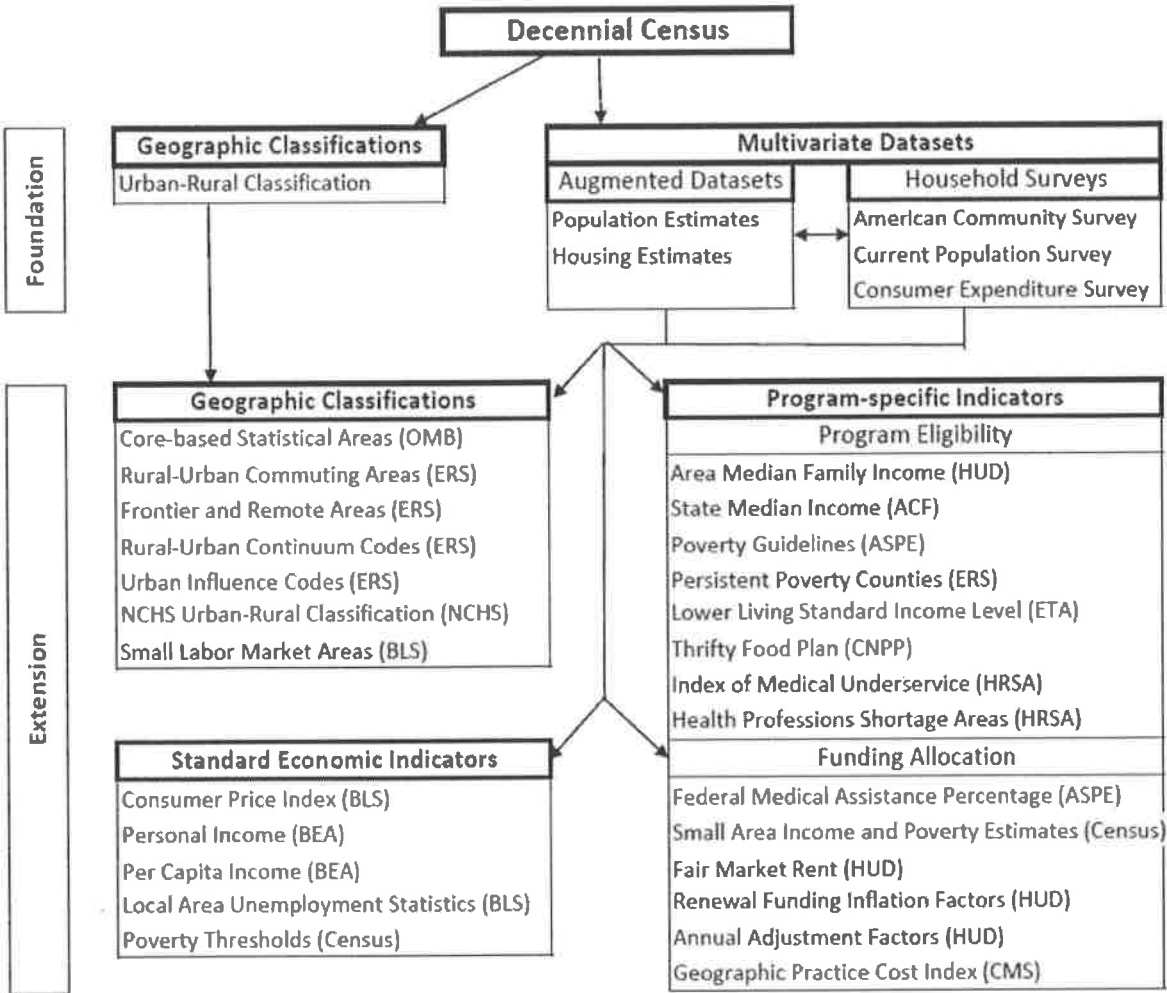 Decennial Census
Foundation
Geographic Classifications
Urban-Rural Classification
Multivariate Datasets
Augmented Datasets
Population Estimates
Housing Estimates
Household Surveys
American Community Survey
Current Population Survey
Consumer Expenditure Survey
Extension
Geographic Classifications
Core-based Statistical Areas (OMB)
Rural-Urban Commuting Areas (ERS)
Frontier and Remote Areas (ERS)
Rural-Urban Continuum Codes (ERS)
Urban Influence Codes (ERS)
NCHS Urban-Rural Classification (NCHS)
Small Labor Market Areas (BLS)
Standard Economic Indicators
Consumer Price Index (BLS)
Personal Income (BEA)
Per Capita Income (BEA)
Local Area Unemployment Statistics (BLS)
Poverty Thresholds (Census)
Program-specific Indicators
Program Eligibility
Area Median Family Income (HUD)
State Median Income (ACF)
Poverty Guidelines (ASPE)
Persistent Poverty Counties (ERS)
Lower Living Standard Income Level (ETA)
Thrifty Food Plan (CNPP)
Index of Medical Underservice (HRSA)
Health Professions Shortage Areas (HRSA)
Funding Allocation
Federal Medical Assistance Percentage (ASPE)
Small Area Income and Poverty Estimates (Census)
Fair Market Rent (HUD)
Renewal Funding Inflation Factors (HUD)
Annual Adjustment Factors (HUD)
Geographic Practice Cost Index (CMS)